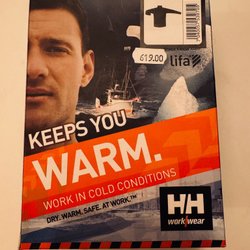 619.00
lifa
KEEPS YOU
WARM.
WORK IN COLD CONDITIONS
DRY. WARM. SAFE. AT WORK.™
HH
workwear